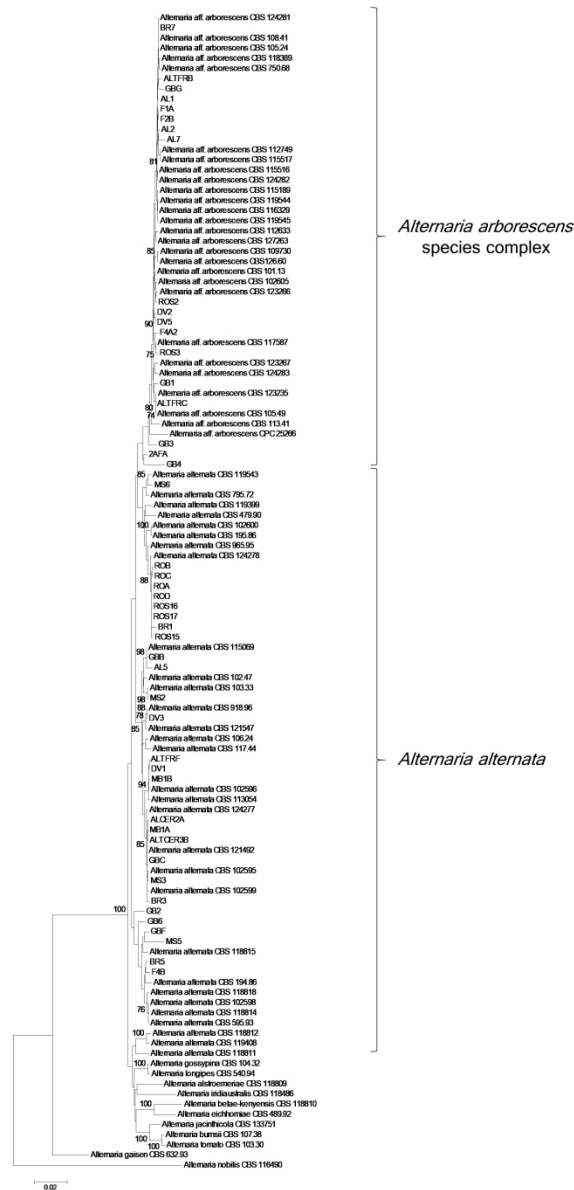 Alternaria aff. arborescens CBS 124281
BR7
Alternaria aff. arborescens CBS 108.41
Alternaria aff. arborescens CBS 105.24
Alternaria aff. arborescens CBS 118389
Alternaria aff. arborescens CBS 750.68
ALTFRB
GBG
AL1
F1A
F2B
AL2
AL7
Alternaria aff. arborescens CBS 112749
81
Alternaria aff. arborescens CBS 115517
Alternaria aff. arborescens CBS 115516
Alternaria aff. arborescens CBS 124282
Alternaria aff. arborescens CBS 115189
Alternaria aff. arborescens CBS 119544
Alternaria aff. arborescens CBS 116329
Alternaria aff. arborescens CBS 119545
Alternaria arborescens
species complex
Alternaria aff. arborescens CBS 112633
Alternaria aff. arborescens CBS 127263
85
Alternaria aff. arborescens CBS 109730
Alternaria aff. arborescens CBS126.60
Alternaria aff. arborescens CBS 101.13
Alternaria aff. arborescens CBS 102605
Alternaria aff. arborescens CBS 123266
ROS2
DV2
90
DV5
F4A2
Alternaria aff. arborescens CBS 117587
75
ROS3
Alternaria aff. arborescens CBS 123267
Alternaria aff. arborescens CBS 124283
GB1
Alternaria aff. arborescens CBS 123235
80
ALTFRC
74
Alternaria aff. arborescens CBS 105.49
Alternaria aff. arborescens CBS 113.41
Alternaria aff. arborescens CPC 25266
GB3
2AFA
GB4
85
Alternaria alternata CBS 119543
MS6
Alternaria alternata CBS 795.72
Alternaria alternata CBS 119399
Alternaria alternata CBS 479.90
100
Alternaria alternata CBS 102600
Alternaria alternata CBS 195.86
Alternaria alternata CBS 965.95
Alternaria alternata CBS 124278
ROB
ROC
88
ROA
ROD
ROS16
ROS17
BR1
ROS15
Alternaria alternata CBS 115069
98
GBB
AL5
Alternaria alternata CBS 102.47
Alternaria alternata CBS 103.33
98
MS2
88
Alternaria alternata CBS 918.96
78
DV3
85
Alternaria alternata CBS 121547
Alternaria alternata CBS 106.24
Alternaria alternata CBS 117.44
Alternaria alternata
ALTFRF
DV1
MB1B
94
Alternaria alternata CBS 102596
Alternaria alternata CBS 113054
Alternaria alternata CBS 124277
ALCER2A
MB1A
ALTCER3B
85
Alternaria alternata CBS 121492
GBC
Alternaria alternata CBS 102595
MS3
Alternaria alternata CBS 102599
BR3
100
GB2
GB6
GBF
MS5
Alternaria alternata CBS 118815
BR5
F4B
Alternaria alternata CBS 194.86
Alternaria alternata CBS 118818
Alternaria alternata CBS 102598
76
Alternaria alternata CBS 118814
Alternaria alternata CBS 595.93
100
Alternaria alternata CBS 118812
Alternaria alternata CBS 119408
Alternaria alternata CBS 118811
100
Alternaria gossypina CBS 104.32
Alternaria longipes CBS 540.94
Alternaria alstroemeriae CBS 118809
Alternaria iridiaustralis CBS 118486
100
Alternaria betae-kenyensis CBS 118810
Alternaria eichhorniae CBS 489.92
Alternaria jacinthicola CBS 133751
100
Alternaria burnsii CBS 107.38
100
Alternaria tomato CBS 103.30
Alternaria gaisen CBS 632.93
Alternaria nobilis CBS 116490
0.02